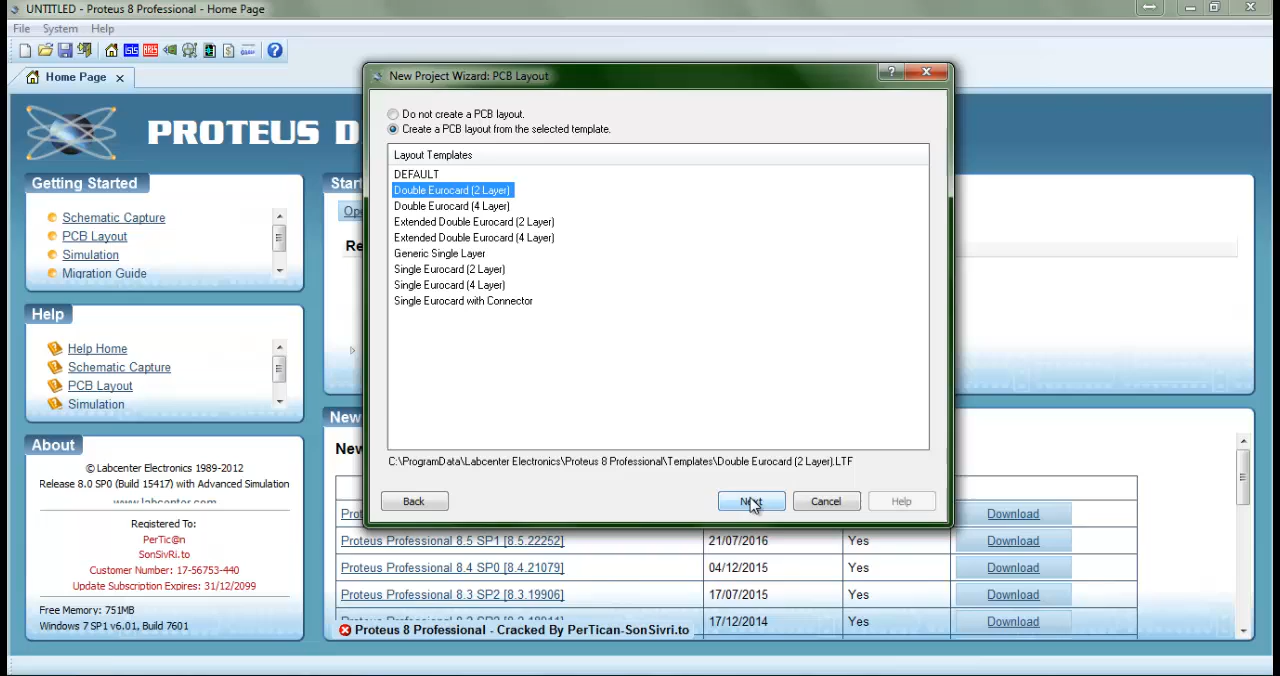 UNTITLED - Proteus 8 Professional - Home Page
File System Help
Home Page
PROTEUS D
Getting Started
Schematic Capture
PCB Layout
Simulation
Migration Guide
Help
Help Home
Schematic Capture
PCB Layout
Simulation
About
© Labcenter Electronics 1989-2012
Release 8.0 SP0 (Build 15417) with Advanced Simulation
www.labcenter.com
Registered To:
PerTic@n
SonSivRi.to
Customer Number: 17-56753-440
Update Subscription Expires: 31/12/2099
Free Memory: 751MB
Windows 7 SP1 v6.01, Build 7601
New Project Wizard: PCB Layout
Do not create a PCB layout.
Create a PCB layout from the selected template.
Layout Templates
DEFAULT
Double Eurocard (2 Layer)
Double Eurocard (4 Layer)
Extended Double Eurocard (2 Layer)
Extended Double Eurocard (4 Layer)
Generic Single Layer
Single Eurocard (2 Layer)
Single Eurocard (4 Layer)
Single Eurocard with Connector
C:\ProgramData\Labcenter Electronics\Proteus 8 Professional\Templates\Double Eurocard (2 Layer).LTF
Back Next Cancel Help
Star
Op
Re
New
New
Prot Download
Proteus Professional 8.5 SP1 [8.5.22252] 21/07/2016 Yes Download
Proteus Professional 8.4 SP0 [8.4.21079] 04/12/2015 Yes Download
Proteus Professional 8.3 SP2 [8.3.19906] 17/07/2015 Yes Download
17/12/2014 Yes Download
Proteus 8 Professional - Cracked By PerTican-SonSivri.to